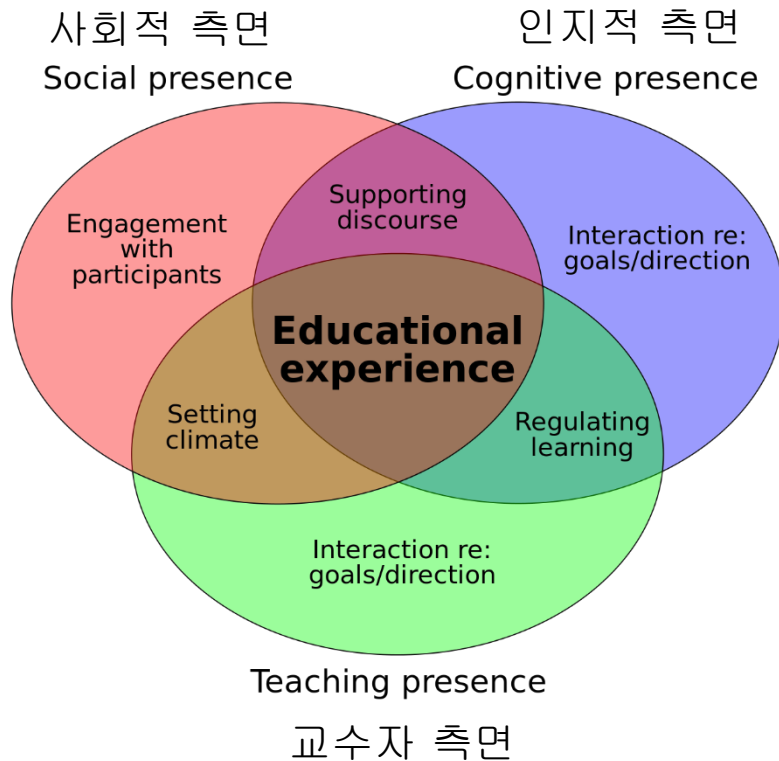 사회적 측면
인지적 측면
Social presence
Cognitive presence
Supporting
discourse
Engagement
with
participants
Interaction re:
goals/direction
Educational
experience
Setting
climate
Regulating
learning
Interaction re:
goals/direction
Teaching presence
교수자 측면